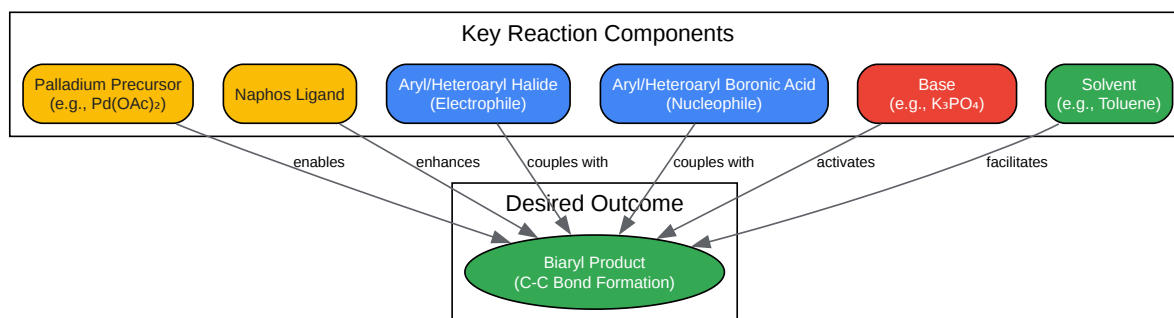 Key Reaction Components
Palladium Precursor
(e.g., Pd(OAc)₂)
Naphos Ligand
Aryl/Heteroaryl Halide
(Electrophile)
Aryl/Heteroaryl Boronic Acid
(Nucleophile)
Base
(e.g., K₃PO₄)
Solvent
(e.g., Toluene)
enables
enhances
couples with
couples with
activates
facilitates
Desired Outcome
Biaryl Product
(C-C Bond Formation)